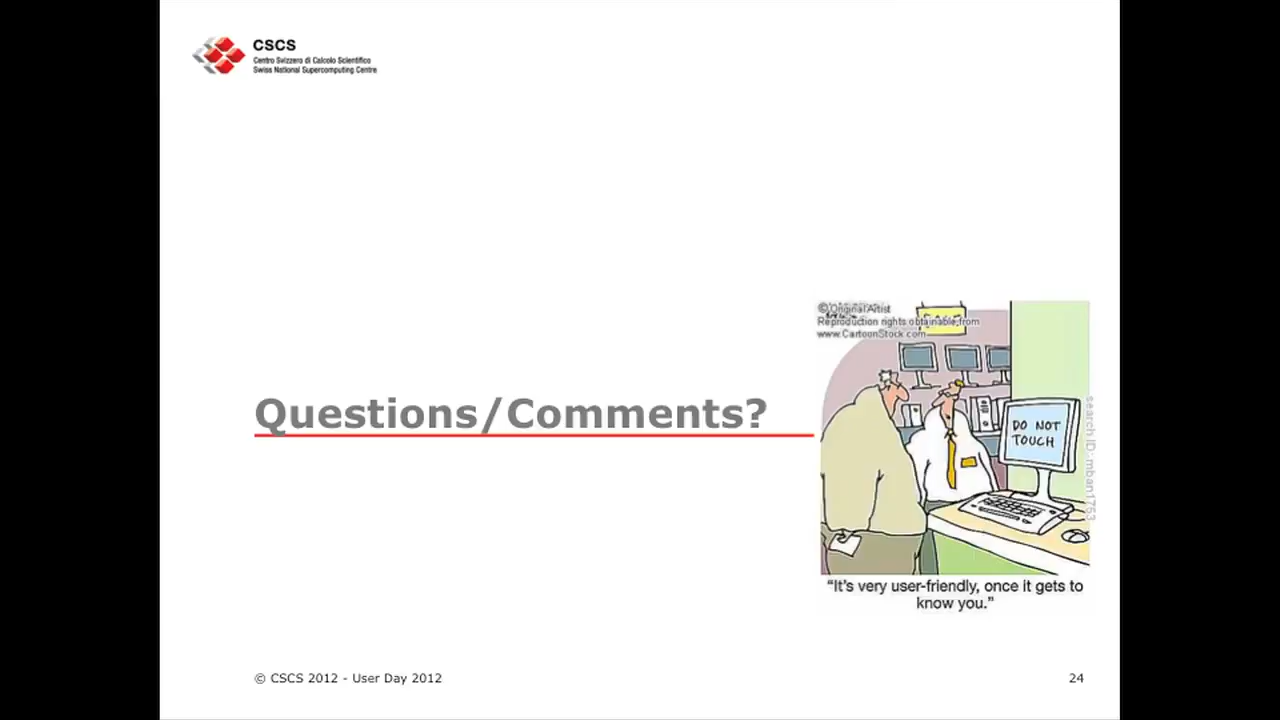 CSCS
Centro Svizzero di Calcolo Scientifico
Swiss National Supercomputing Centre
© Original Artist
Reproduction rights obtainable from
www.CartoonStock.com
Questions/Comments?
DO NOT
TOUCH
search ID: mban1763
"It's very user-friendly, once it gets to
know you."
© CSCS 2012 - User Day 2012
24